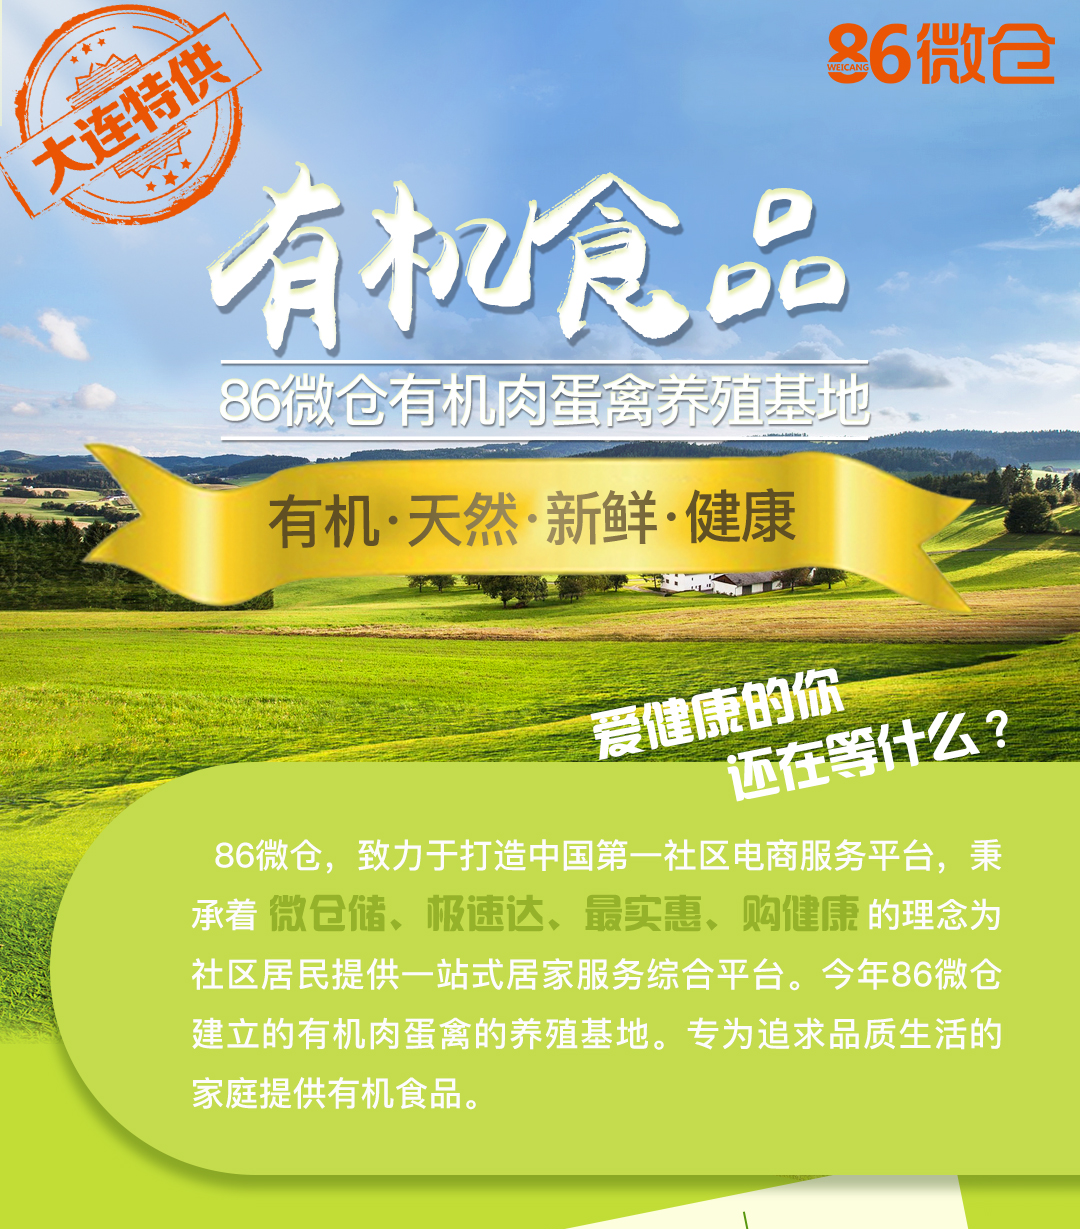 大连特供
86微仓
WEICANG
有机食品
86微仓有机肉蛋禽养殖基地
有机·天然·新鲜·健康
爱健康的你
还在等什么？
86微仓，致力于打造中国第一社区电商服务平台，秉
承着 微仓储、极速达、最实惠、购健康 的理念为
社区居民提供一站式居家服务综合平台。今年86微仓
建立的有机肉蛋禽的养殖基地。专为追求品质生活的
家庭提供有机食品。